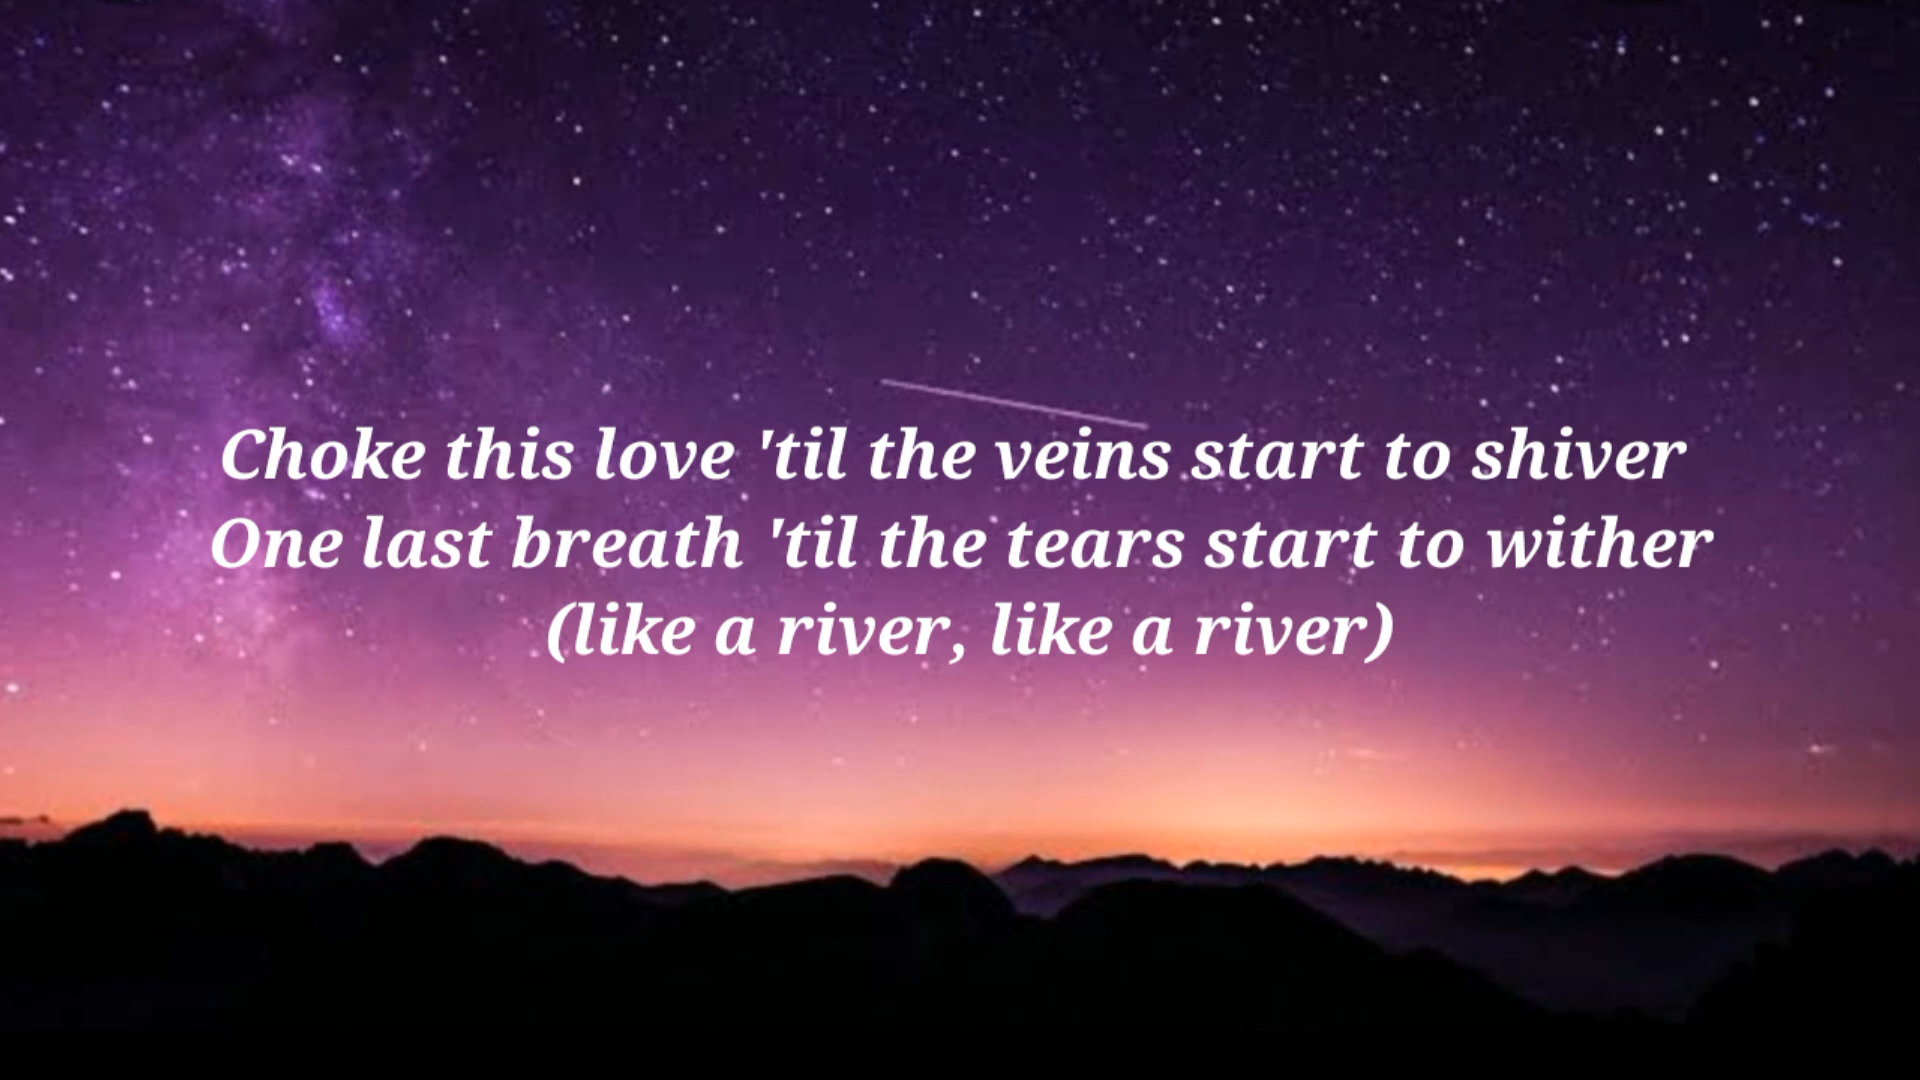 Choke this love 'til the veins start to shiver
One last breath 'til the tears start to wither
(like a river, like a river)